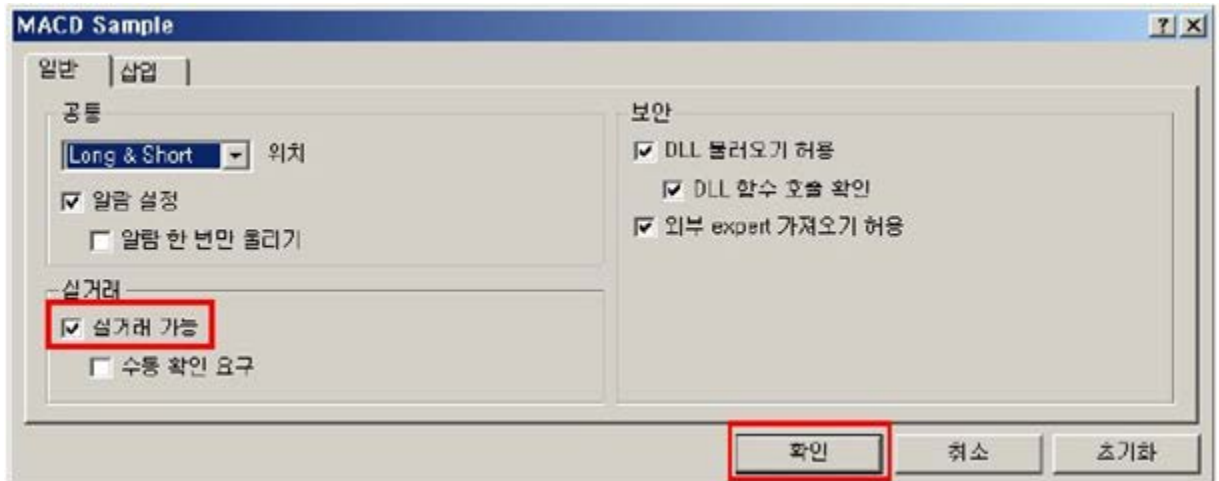 MACD Sample
일반
삽입
공통
Long & Short 위치
알람 설정
알람 한 번만 울리기
실거래
실거래 가능
수동 확인 요구
보안
DLL 불러오기 허용
DLL 함수 호출 확인
외부 expert 가져오기 허용
확인
취소
초기화